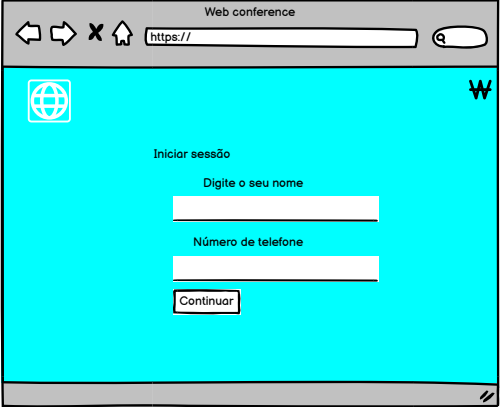 Web conference
https://
₩
Iniciar sessão
Digite o seu nome
Número de telefone
Continuar